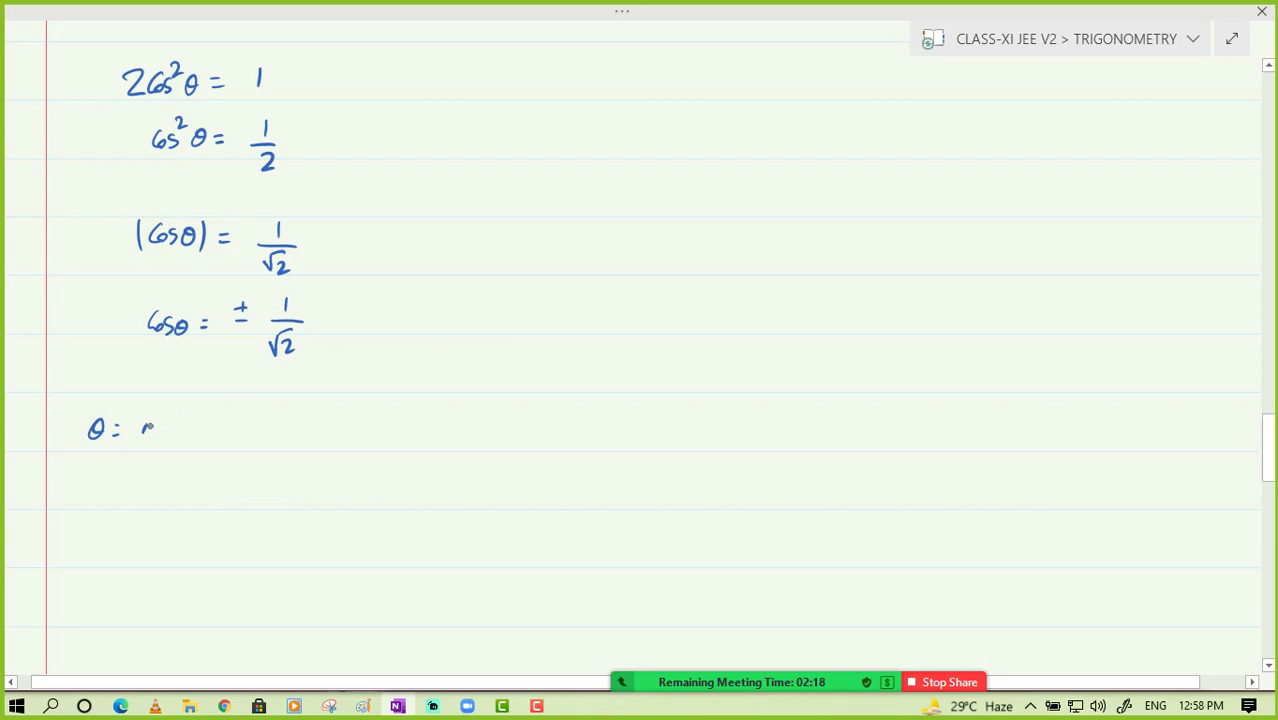 CLASS-XI JEE V2 > TRIGONOMETRY
2cos²θ = 1
cos²θ = 1/2
|cosθ| = 1/√2
cosθ = ± 1/√2
θ =
Remaining Meeting Time: 02:18 Stop Share
29°C Haze ENG 12:58 PM